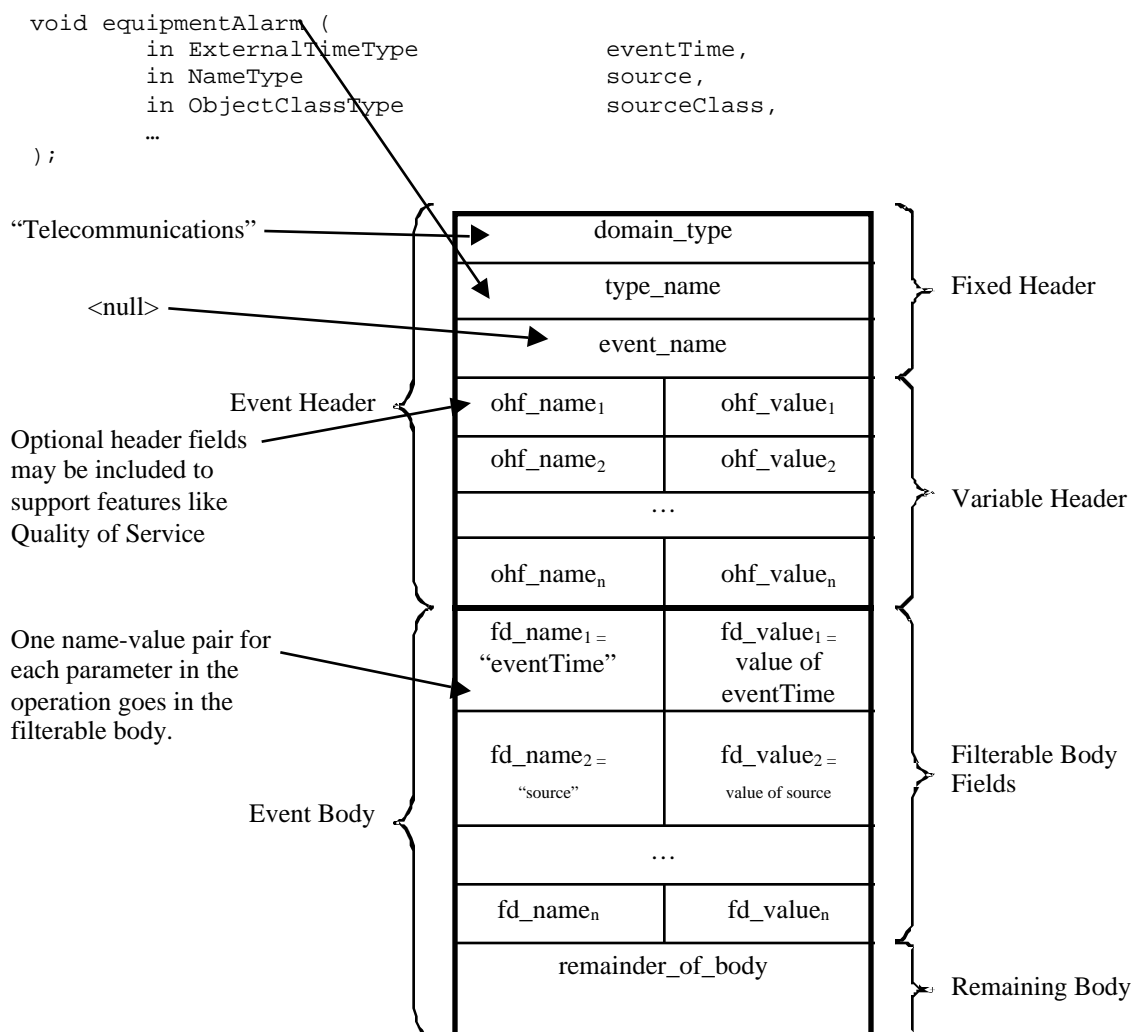 void equipmentAlarm (
in ExternalTimeType eventTime,
in NameType source,
in ObjectClassType sourceClass,
…
);
“Telecommunications”
domain_type
type_name
Fixed Header
<null>
event_name
Event Header
ohf_name1 ohf_value1
Optional header fields
may be included to
support features like
Quality of Service
ohf_name2 ohf_value2
…
Variable Header
ohf_namen ohf_valuen
One name-value pair for
each parameter in the
operation goes in the
filterable body.
fd_name1 =
“eventTime”
fd_value1 =
value of
eventTime
fd_name2 =
“source”
fd_value2 =
value of source
Filterable Body
Fields
Event Body
…
fd_namen fd_valuen
remainder_of_body
Remaining Body